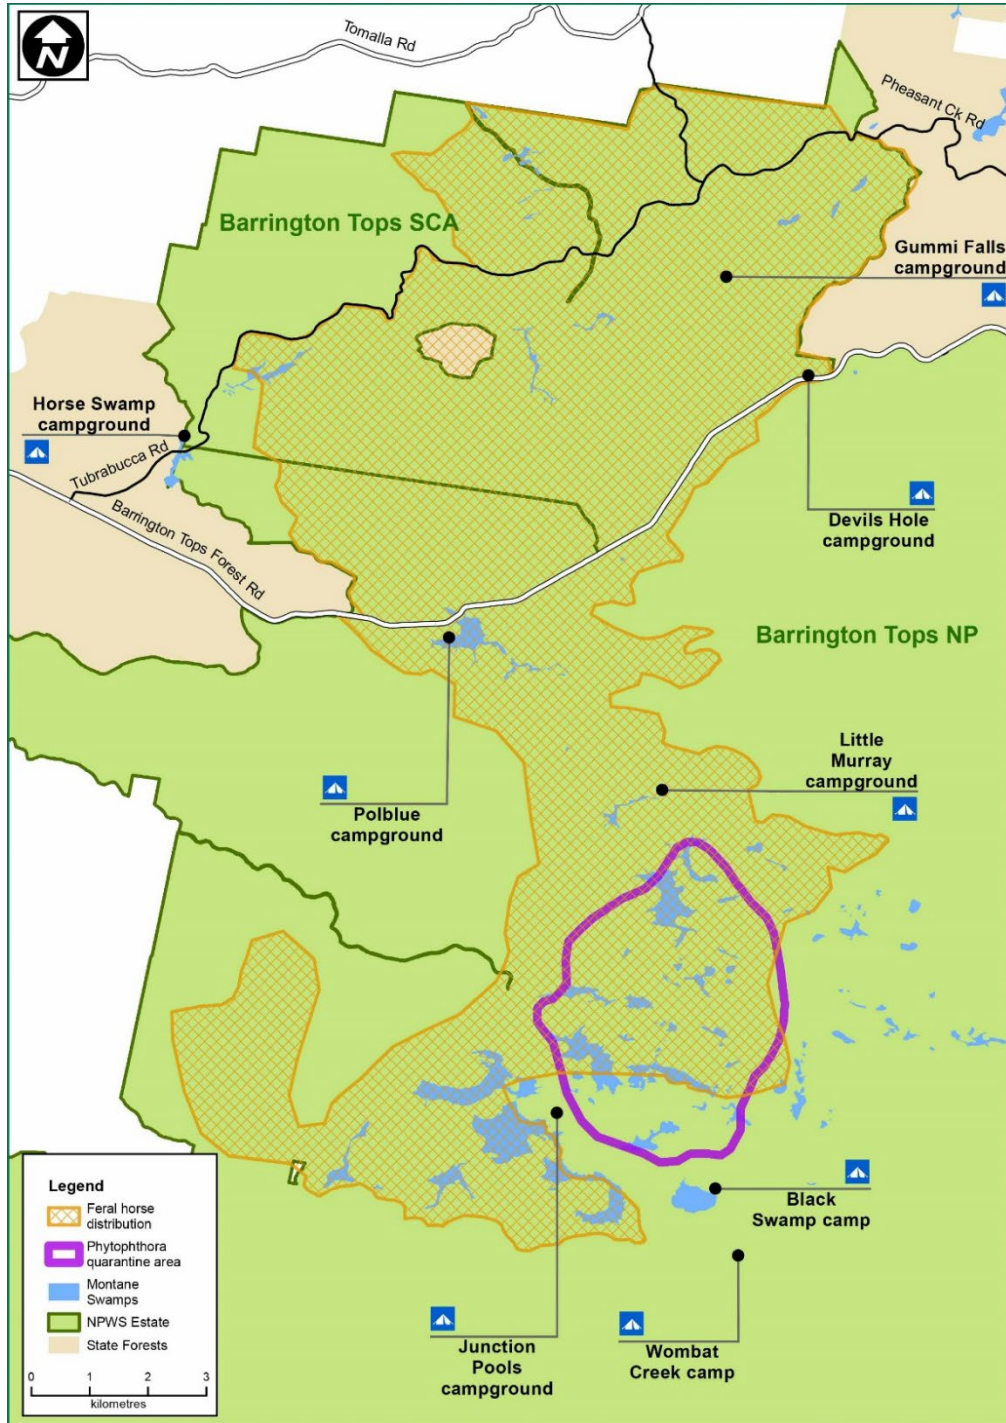 N
Tomalla Rd
Pheasant Ck Rd
Barrington Tops SCA
Gummi Falls
campground
Horse Swamp
campground
Tubrabucca Rd
Barrington Tops Forest Rd
Devils Hole
campground
Barrington Tops NP
Little
Murray
campground
Polblue
campground
Black
Swamp camp
Junction
Pools
campground
Wombat
Creek camp
Legend
Feral horse
distribution
Phytophthora
quarantine area
Montane
Swamps
NPWS Estate
State Forests
0 1 2 3
kilometres